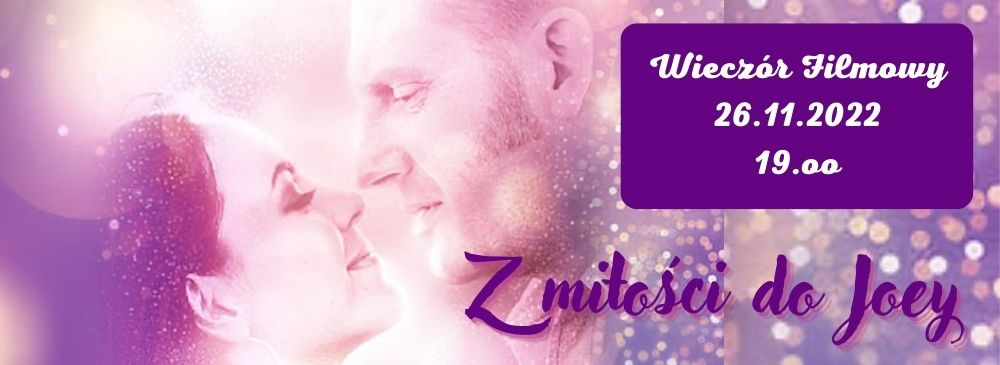 Wieczór Filmowy
26.11.2022
19.oo
Z miłości do Joey